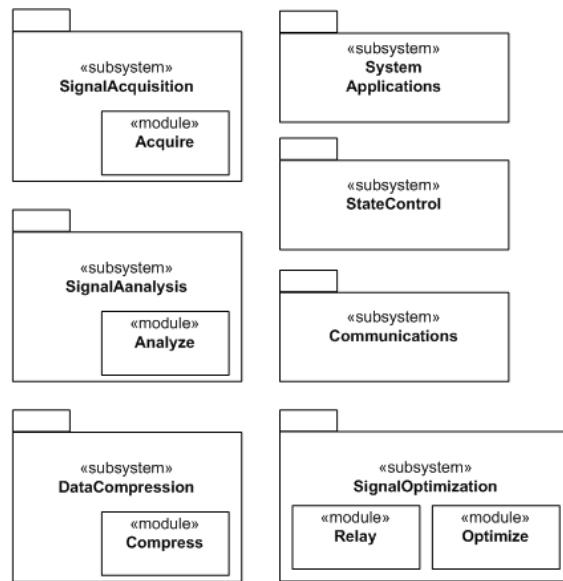 «subsystem»
SignalAcquisition
«module»
Acquire
«subsystem»
System
Applications
«subsystem»
StateControl
«subsystem»
SignalAanalysis
«module»
Analyze
«subsystem»
Communications
«subsystem»
DataCompression
«module»
Compress
«subsystem»
SignalOptimization
«module»
Relay
«module»
Optimize